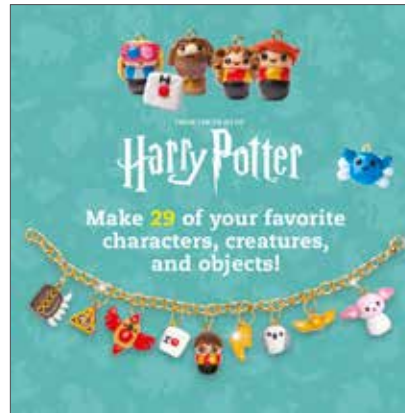 Harry Potter
Make 29 of your favorite
characters, creatures,
and objects!